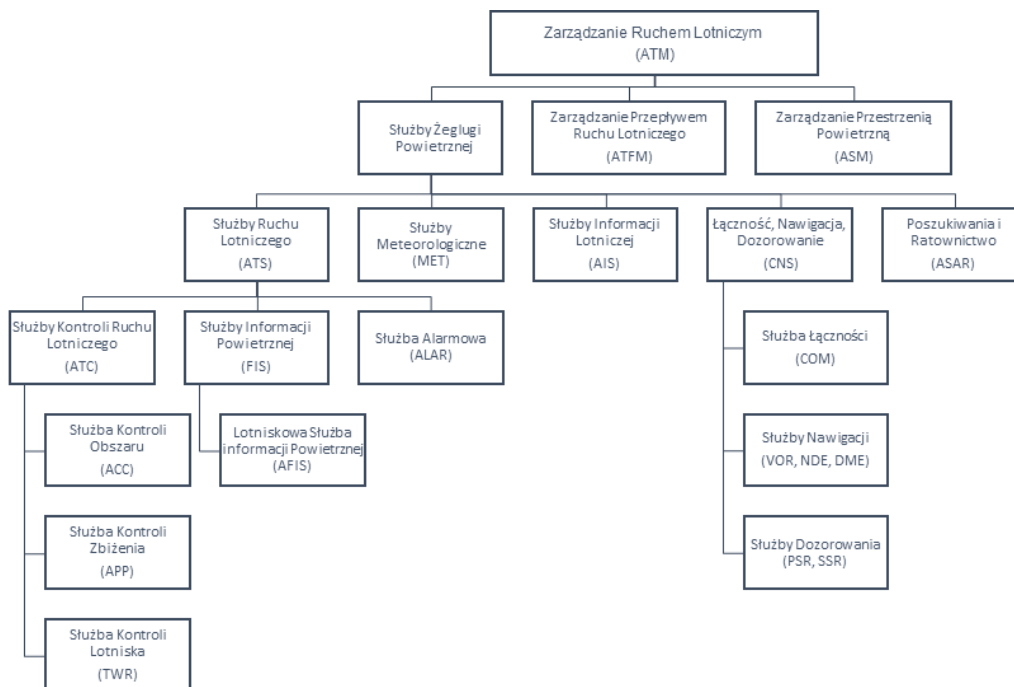 Zarządzanie Ruchem Lotniczym
(ATM)
Służby Żeglugi
Powietrznej
Zarządzanie Przepływem
Ruchu Lotniczego
(ATFM)
Zarządzanie Przestrzenią
Powietrzną
(ASM)
Służby Ruchu
Lotniczego
(ATS)
Służby
Meteorologiczne
(MET)
Służby Informacji
Lotniczej
(AIS)
Łączność, Nawigacja,
Dozorowanie
(CNS)
Poszukiwania i
Ratownictwo
(ASAR)
Służby Kontroli Ruchu
Lotniczego
(ATC)
Służby Informacji
Powietrznej
(FIS)
Służba Alarmowa
(ALAR)
Służba Łączności
(COM)
Służba Kontroli
Obszaru
(ACC)
Lotniskowa Służba
informacji Powietrznej
(AFIS)
Służby Nawigacji
(VOR, NDE, DME)
Służba Kontroli
Zbiżenia
(APP)
Służby Dozorowania
(PSR, SSR)
Służba Kontroli
Lotniska
(TWR)